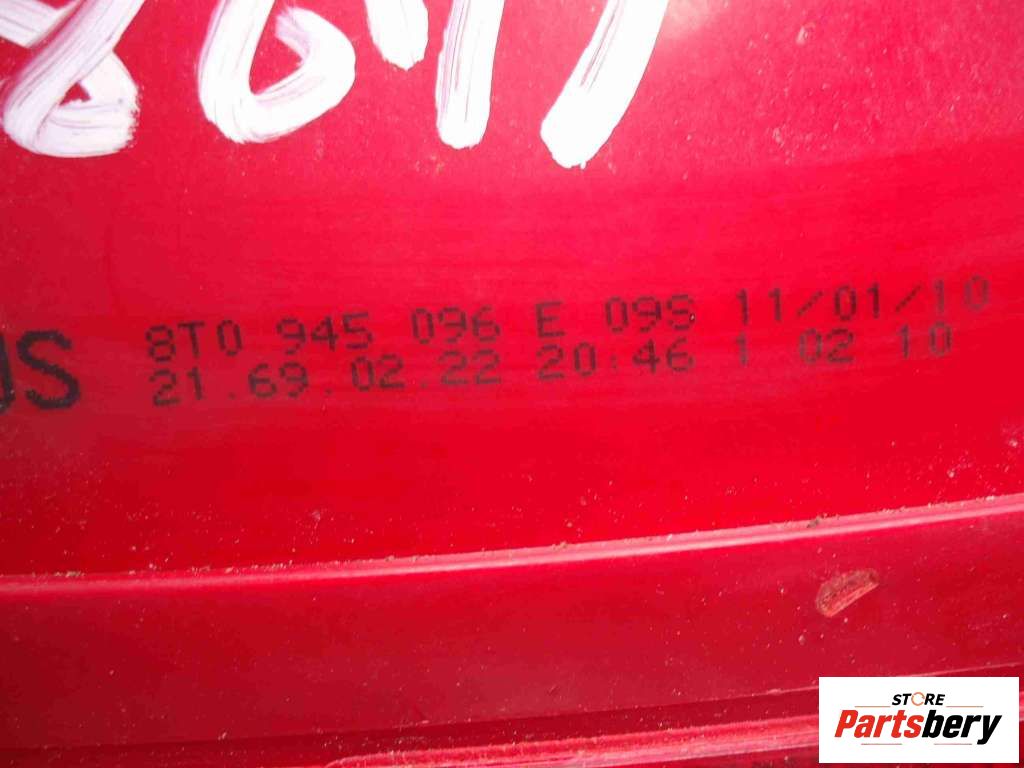 8T0 945 096 E 09S 11/01/10
21.69.02.22 20:46 1 02 10
STORE
Partsbery